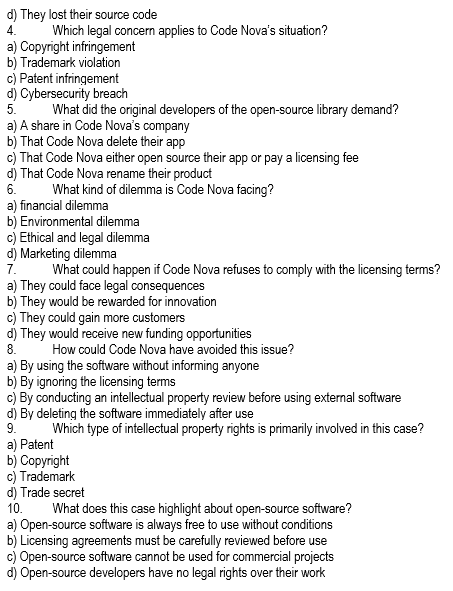 d) They lost their source code
4. Which legal concern applies to Code Nova's situation?
a) Copyright infringement
b) Trademark violation
c) Patent infringement
d) Cybersecurity breach
5. What did the original developers of the open-source library demand?
a) A share in Code Nova's company
b) That Code Nova delete their app
c) That Code Nova either open source their app or pay a licensing fee
d) That Code Nova rename their product
6. What kind of dilemma is Code Nova facing?
a) financial dilemma
b) Environmental dilemma
c) Ethical and legal dilemma
d) Marketing dilemma
7. What could happen if Code Nova refuses to comply with the licensing terms?
a) They could face legal consequences
b) They would be rewarded for innovation
c) They could gain more customers
d) They would receive new funding opportunities
8. How could Code Nova have avoided this issue?
a) By using the software without informing anyone
b) By ignoring the licensing terms
c) By conducting an intellectual property review before using external software
d) By deleting the software immediately after use
9. Which type of intellectual property rights is primarily involved in this case?
a) Patent
b) Copyright
c) Trademark
d) Trade secret
10. What does this case highlight about open-source software?
a) Open-source software is always free to use without conditions
b) Licensing agreements must be carefully reviewed before use
c) Open-source software cannot be used for commercial projects
d) Open-source developers have no legal rights over their work